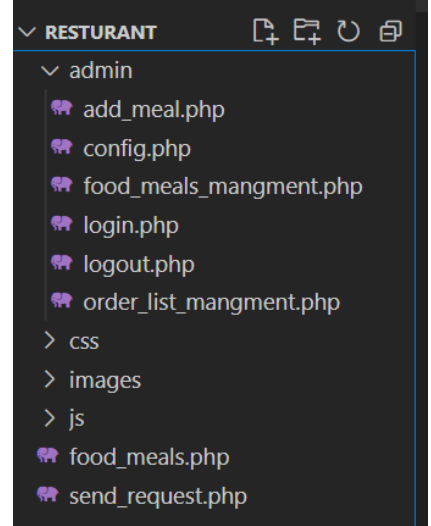 RESTURANT
admin
add_meal.php
config.php
food_meals_mangment.php
login.php
logout.php
order_list_mangment.php
css
images
js
food_meals.php
send_request.php